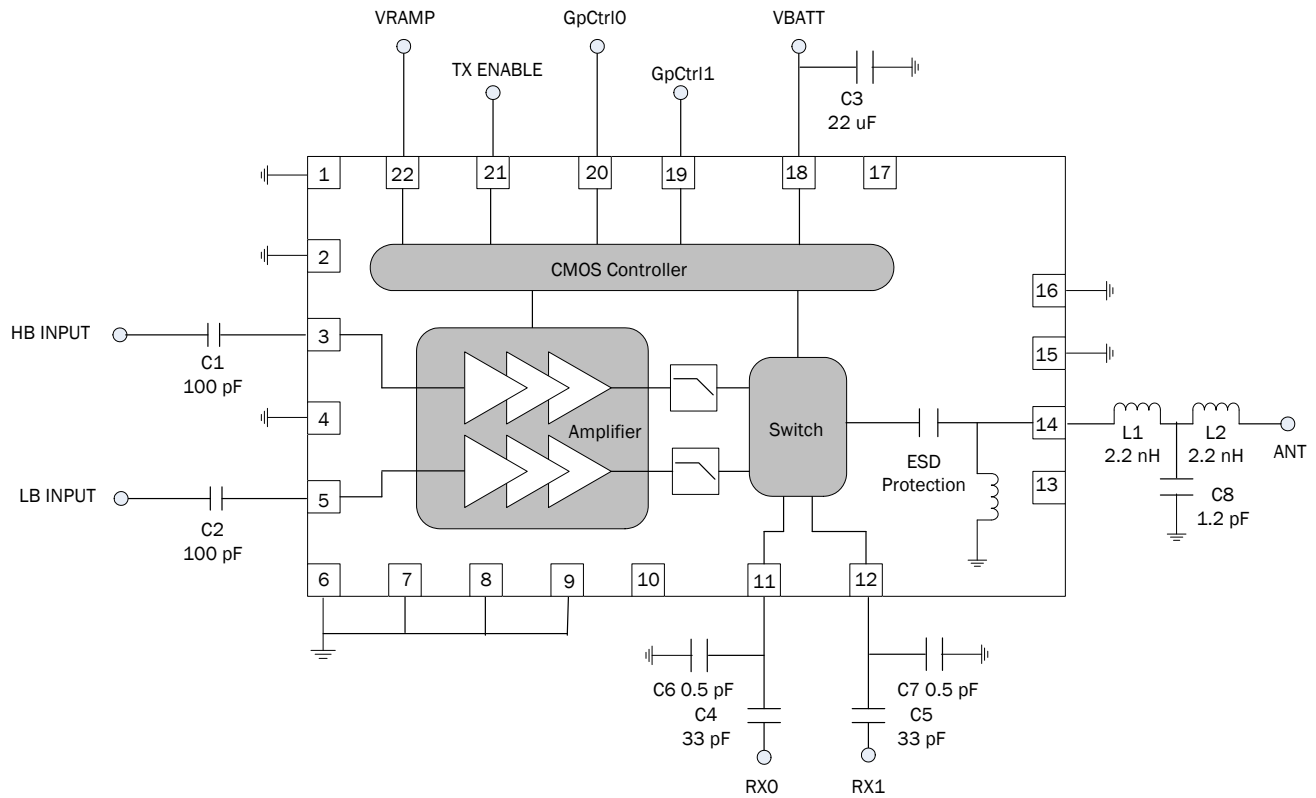 VRAMP
GpCtrl0
VBATT
TX ENABLE
GpCtrl1
C3
22 uF
1
22
21
20
19
18
17
2
CMOS Controller
16
HB INPUT
3
C1
100 pF
15
4
Amplifier
Switch
14
L1
2.2 nH
L2
2.2 nH
ANT
ESD
Protection
13
C8
1.2 pF
LB INPUT
5
C2
100 pF
6
7
8
9
10
11
12
C6 0.5 pF
C7 0.5 pF
C4
33 pF
C5
33 pF
RX0
RX1